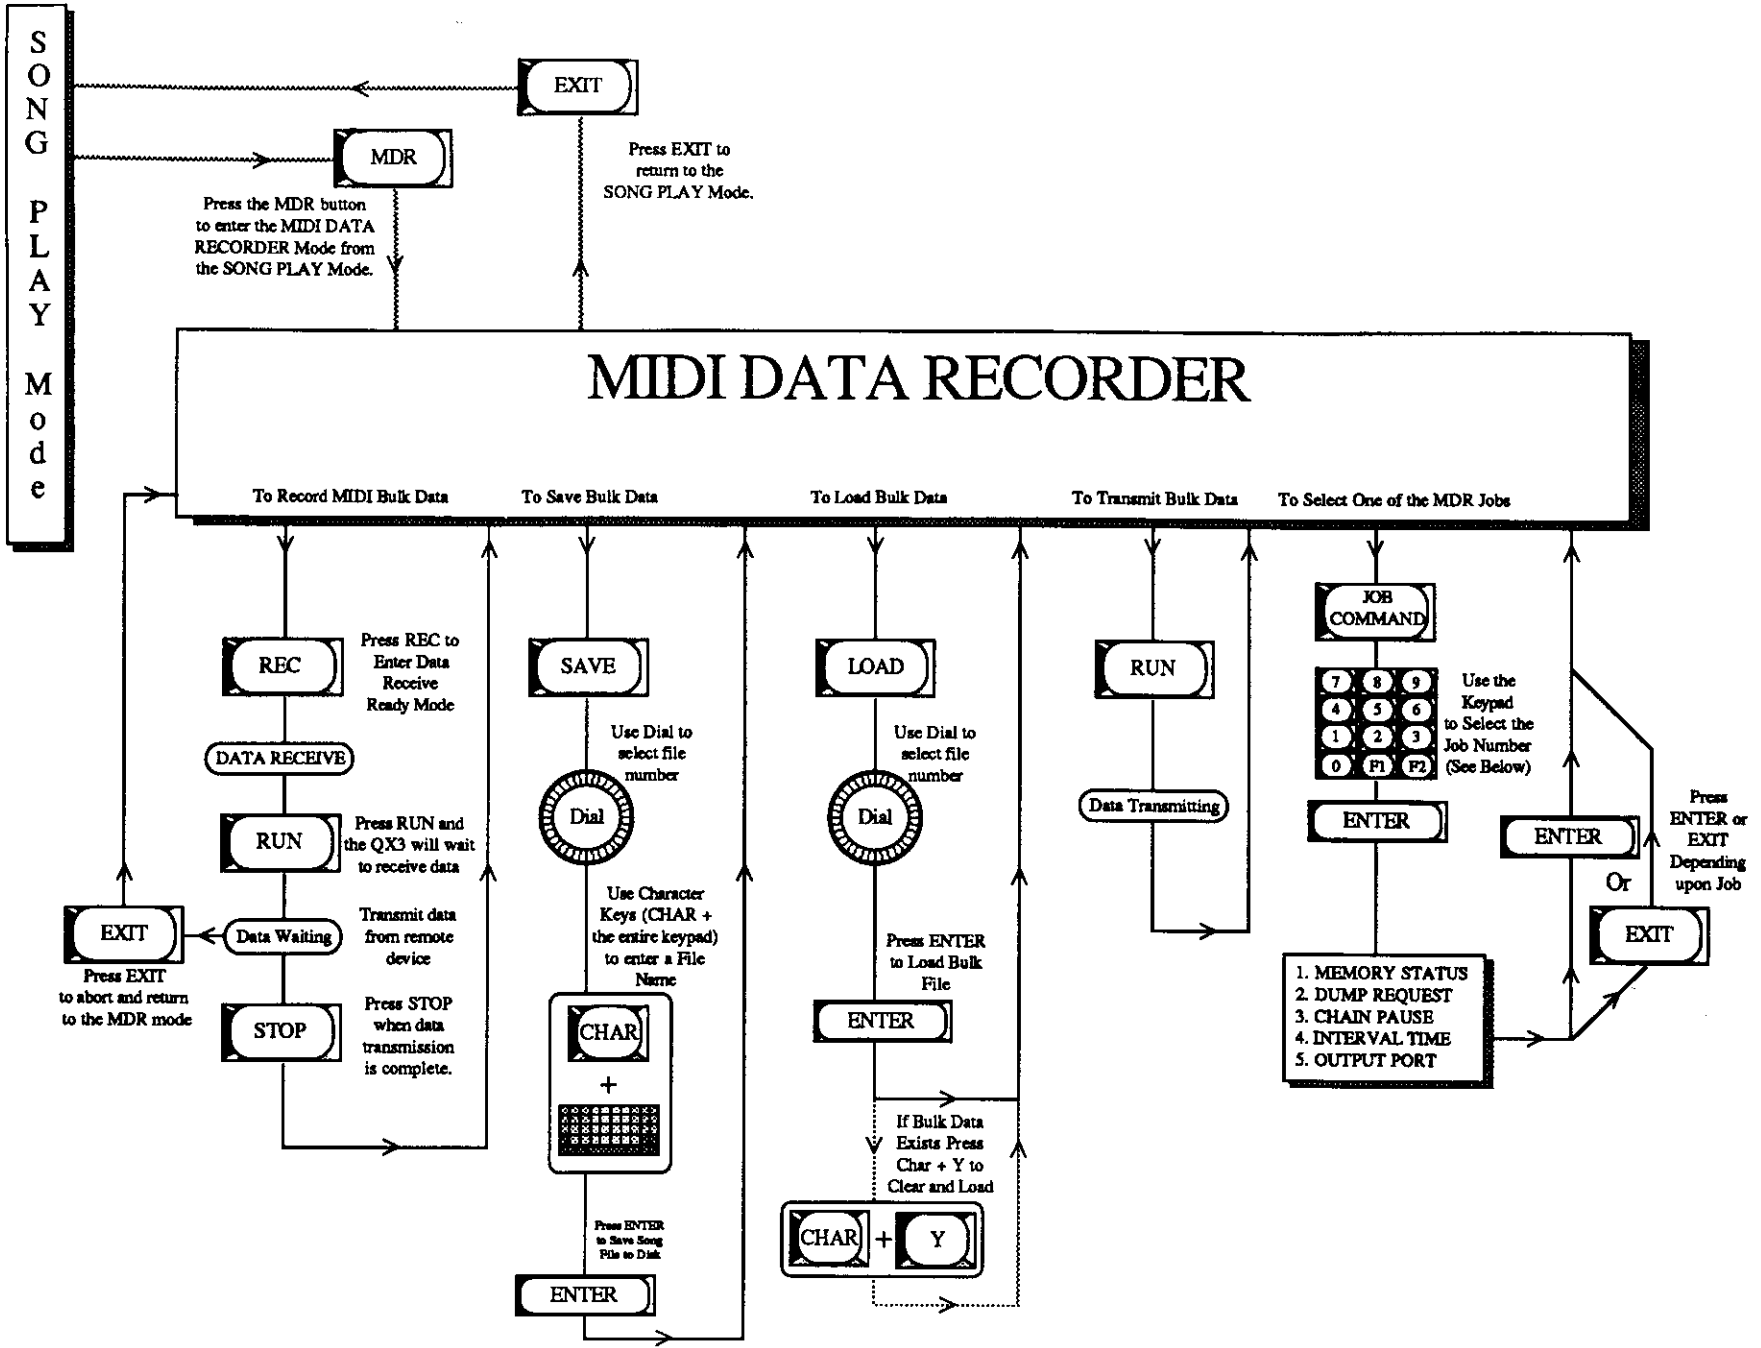 SONG PLAY Mode
EXIT
MDR
Press EXIT to
return to the
SONG PLAY Mode.
Press the MDR button
to enter the MIDI DATA
RECORDER Mode from
the SONG PLAY Mode.
MIDI DATA RECORDER
To Record MIDI Bulk Data
To Save Bulk Data
To Load Bulk Data
To Transmit Bulk Data
To Select One of the MDR Jobs
REC
Press REC to
Enter Data
Receive
Ready Mode
DATA RECEIVE
RUN
Press RUN and
the QX3 will wait
to receive data
EXIT
Data Waiting
Transmit data
from remote
device
Press EXIT
to abort and return
to the MDR mode
STOP
Press STOP
when data
transmission
is complete.
SAVE
Use Dial to
select file
number
Dial
Use Character
Keys (CHAR +
the entire keypad)
to enter a File
Name
CHAR
+
Press ENTER
to Save Song
File to Disk
ENTER
LOAD
Use Dial to
select file
number
Dial
Press ENTER
to Load Bulk
File
ENTER
If Bulk Data
Exists Press
Char + Y to
Clear and Load
CHAR + Y
RUN
Data Transmitting
JOB
COMMAND
7 8 9
4 5 6
1 2 3
0 F1 F2
Use the
Keypad
to Select the
Job Number
(See Below)
ENTER
1. MEMORY STATUS
2. DUMP REQUEST
3. CHAIN PAUSE
4. INTERVAL TIME
5. OUTPUT PORT
ENTER
Or
EXIT
Press
ENTER or
EXIT
Depending
upon Job